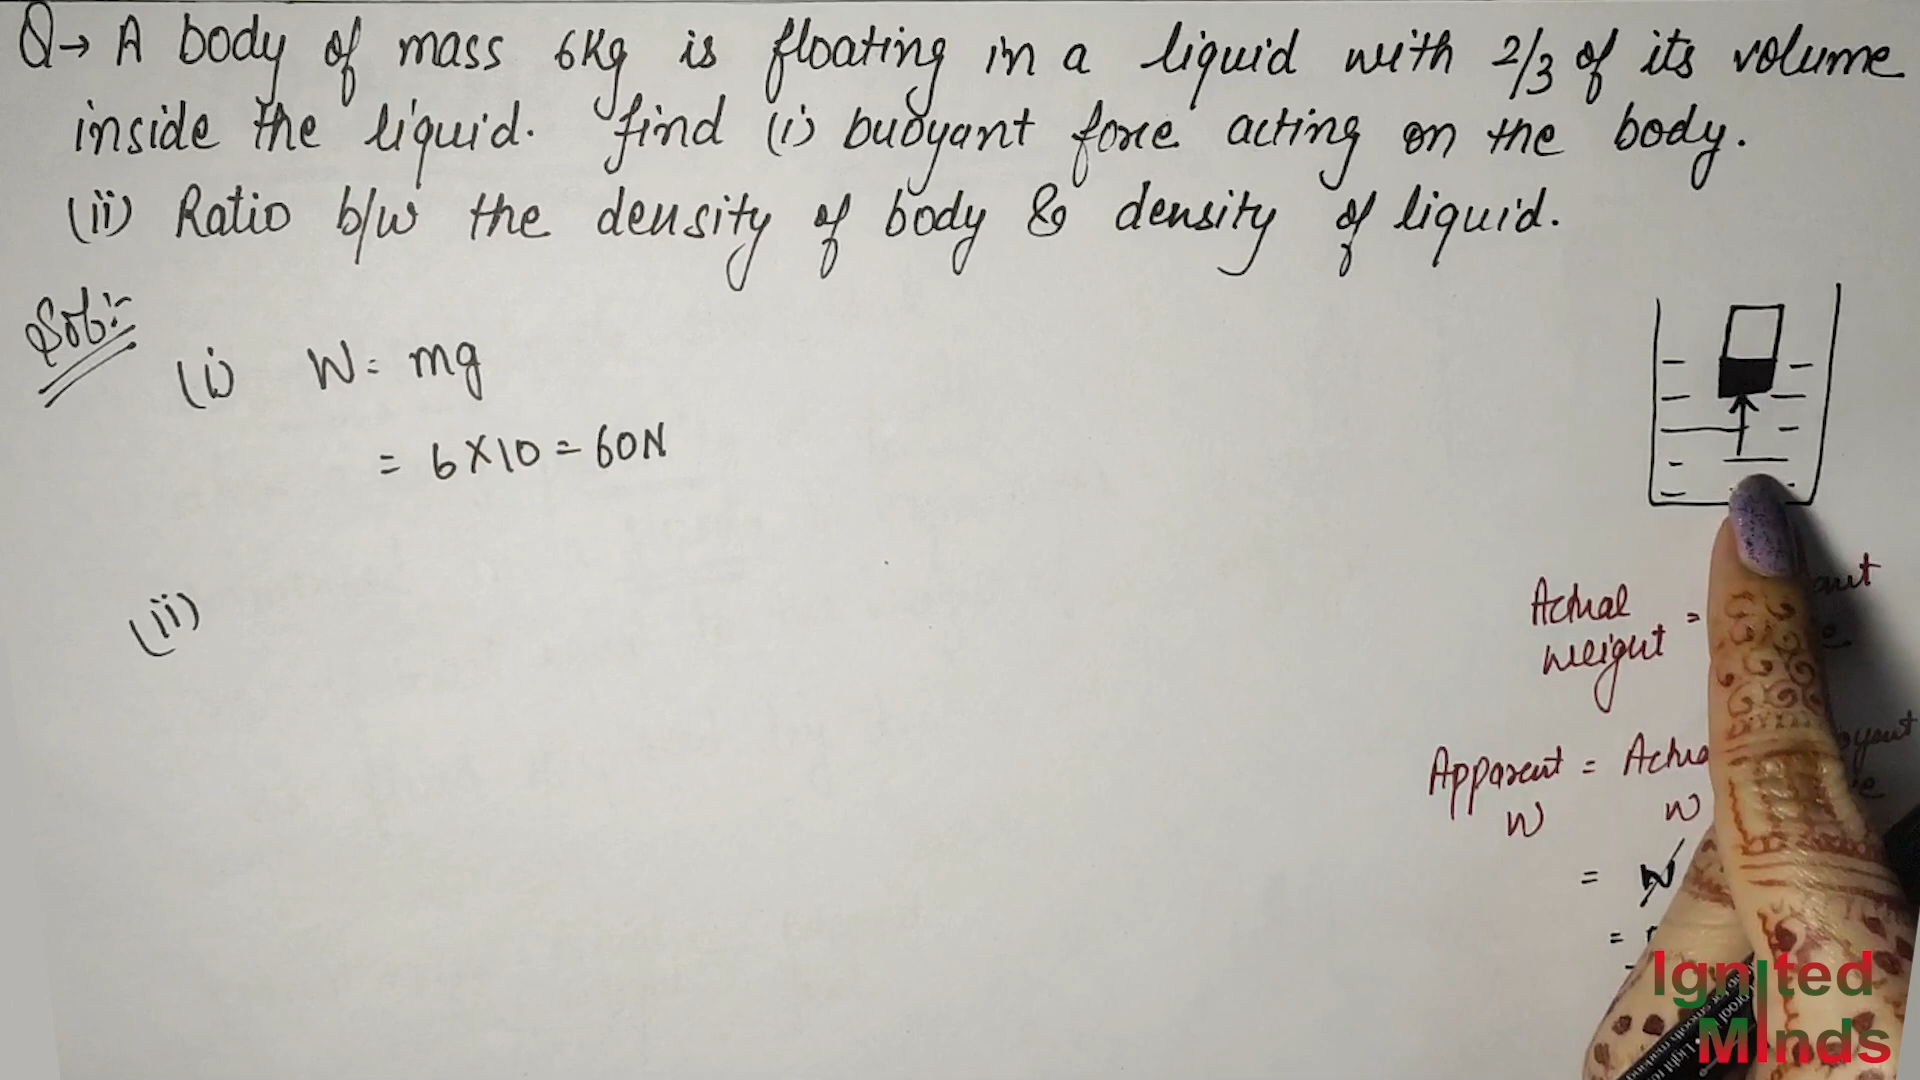 Q→ A body of mass 6Kg is floating in a liquid with 2/3 of its volume
inside the liquid. find (i) buoyant force acting on the body.
(ii) Ratio b/w the density of body & density of liquid.
Sol:-
(i) W = mg
= 6×10 = 60N
(ii)
Actual
weight =
Apparent = 
W W
= W
=
Ignited
Minds